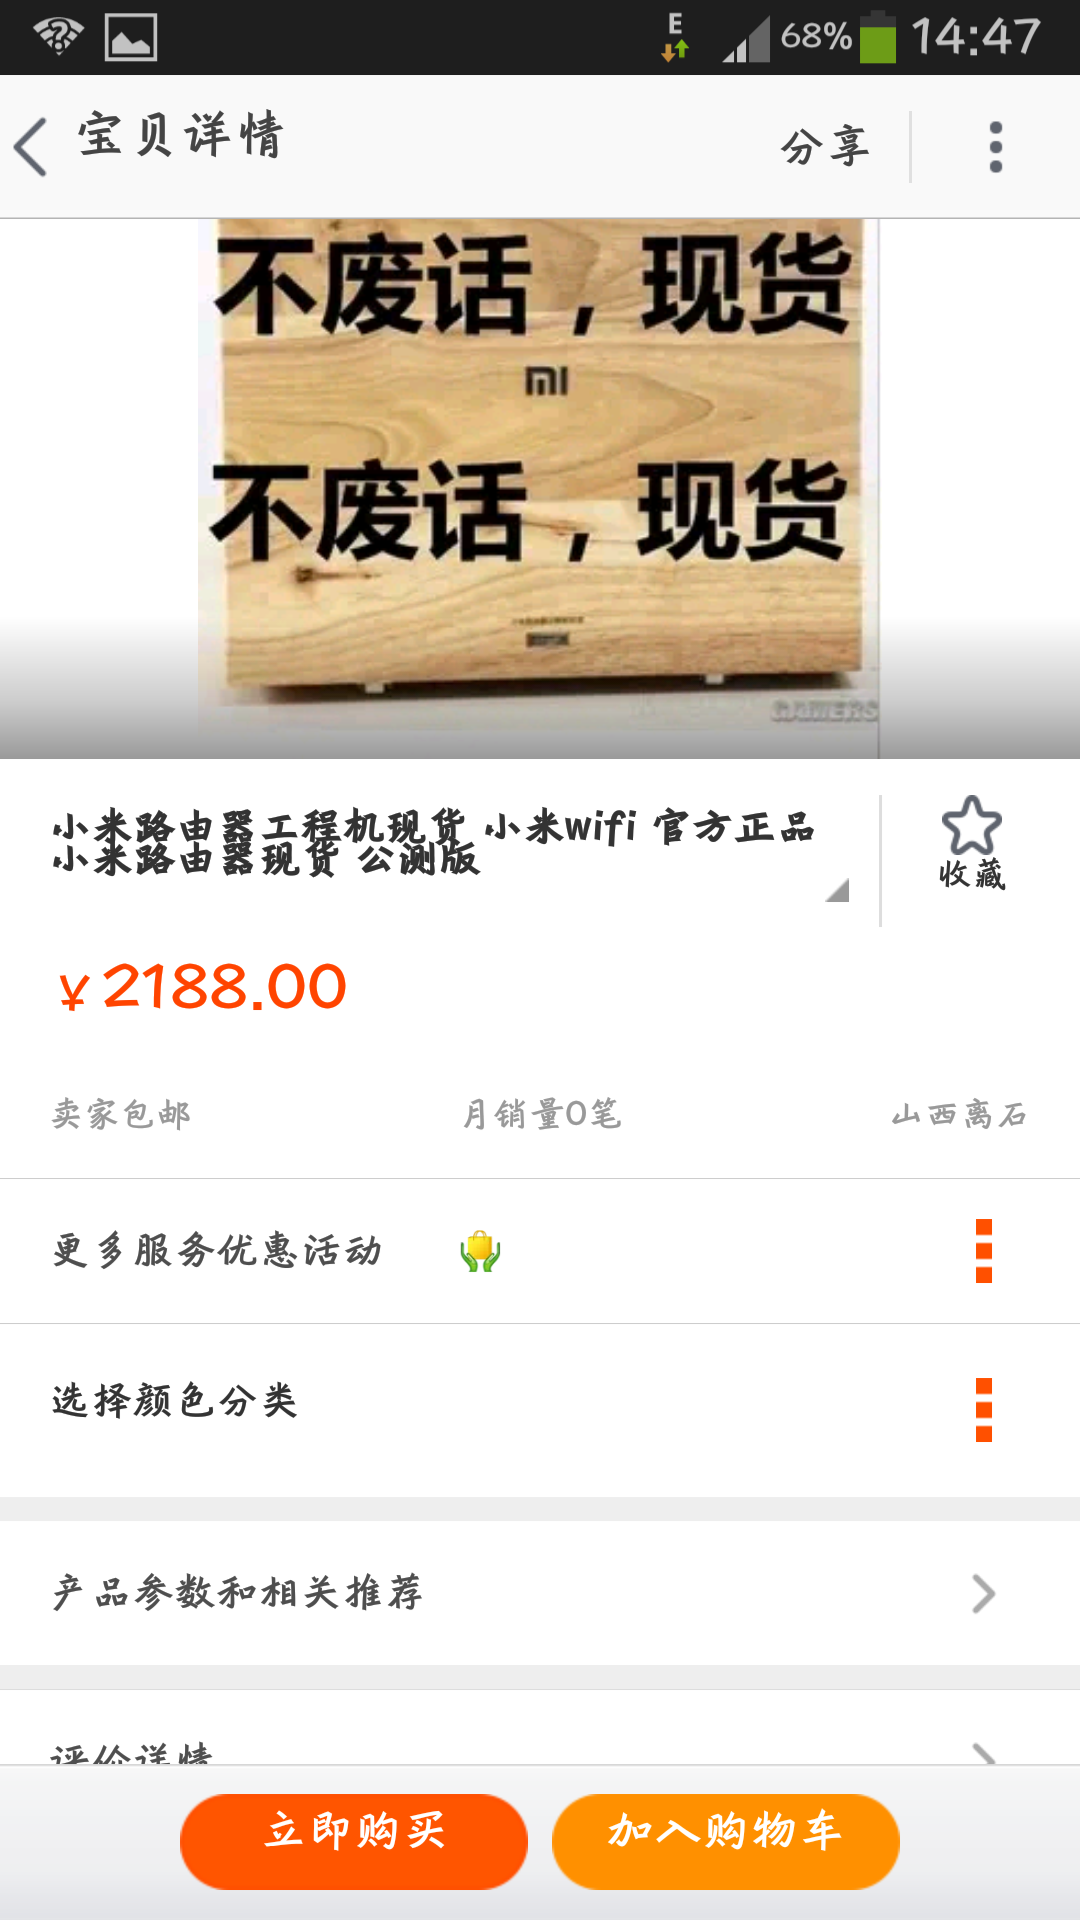 E
68%
14:47
宝贝详情
分享
不废话，现货
mi
不废话，现货
GAMERS
小米路由器工程机现货 小米wifi 官方正品
小米路由器现货 公测版
收藏
¥2188.00
卖家包邮
月销量0笔
山西离石
更多服务优惠活动
选择颜色分类
产品参数和相关推荐
评价详情
立即购买
加入购物车